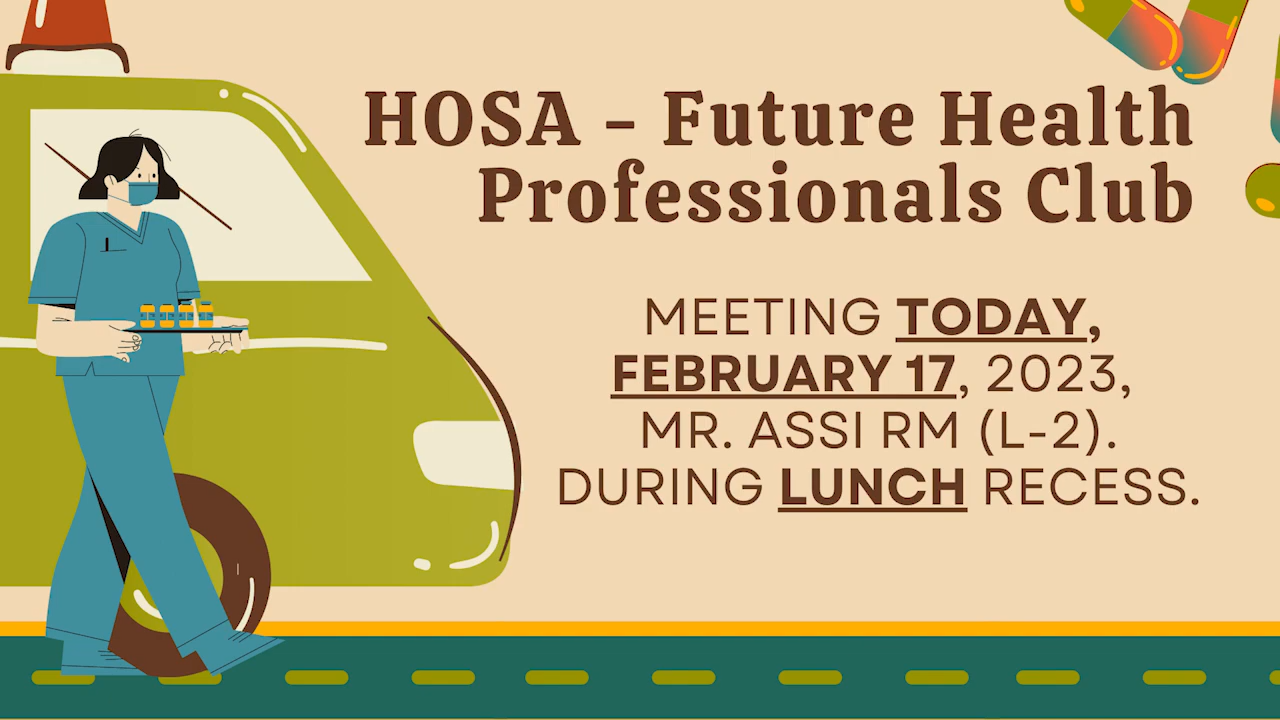 HOSA – Future Health
Professionals Club
MEETING TODAY,
FEBRUARY 17, 2023,
MR. ASSI RM (L-2).
DURING LUNCH RECESS.